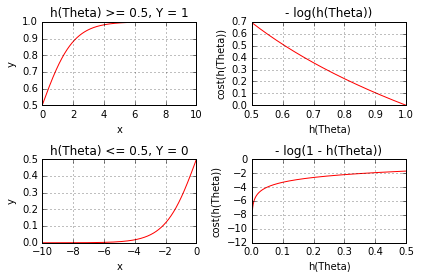 h(Theta) >= 0.5, Y = 1
1.0
0.9
0.8
0.7
0.6
0.5
0 2 4 6 8 10
y
x
- log(h(Theta))
0.7
0.6
0.5
0.4
0.3
0.2
0.1
0.0
0.5 0.6 0.7 0.8 0.9 1.0
cost(h(Theta))
h(Theta)
h(Theta) <= 0.5, Y = 0
0.5
0.4
0.3
0.2
0.1
0.0
−10 −8 −6 −4 −2 0
y
x
- log(1 - h(Theta))
0
−2
−4
−6
−8
−10
−12
0.0 0.1 0.2 0.3 0.4 0.5
cost(h(Theta))
h(Theta)